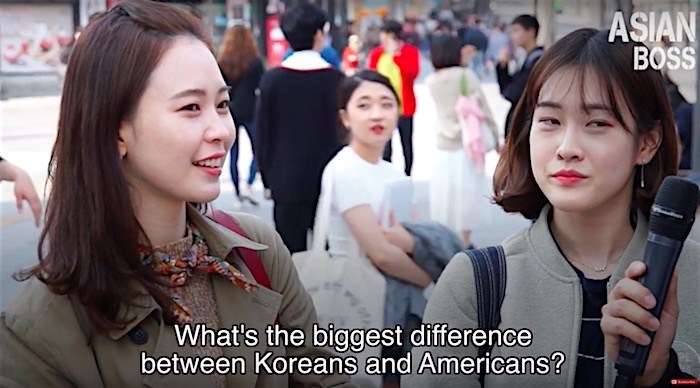 ASIAN
BOSS
What's the biggest difference
between Koreans and Americans?